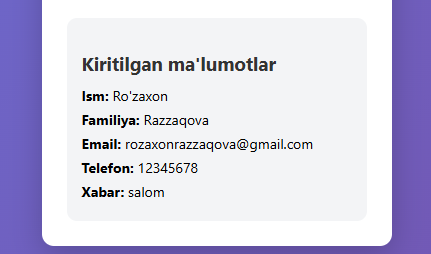 Kiritilgan ma'lumotlar
Ism: Ro'zaxon
Familiya: Razzaqova
Email: rozaxonrazzaqova@gmail.com
Telefon: 12345678
Xabar: salom